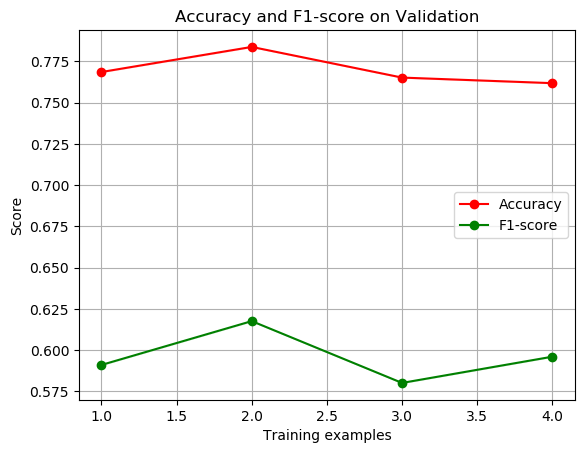 Accuracy and F1-score on Validation
Score
0.775
0.750
0.725
0.700
0.675
0.650
0.625
0.600
0.575
Accuracy
F1-score
1.0 1.5 2.0 2.5 3.0 3.5 4.0
Training examples